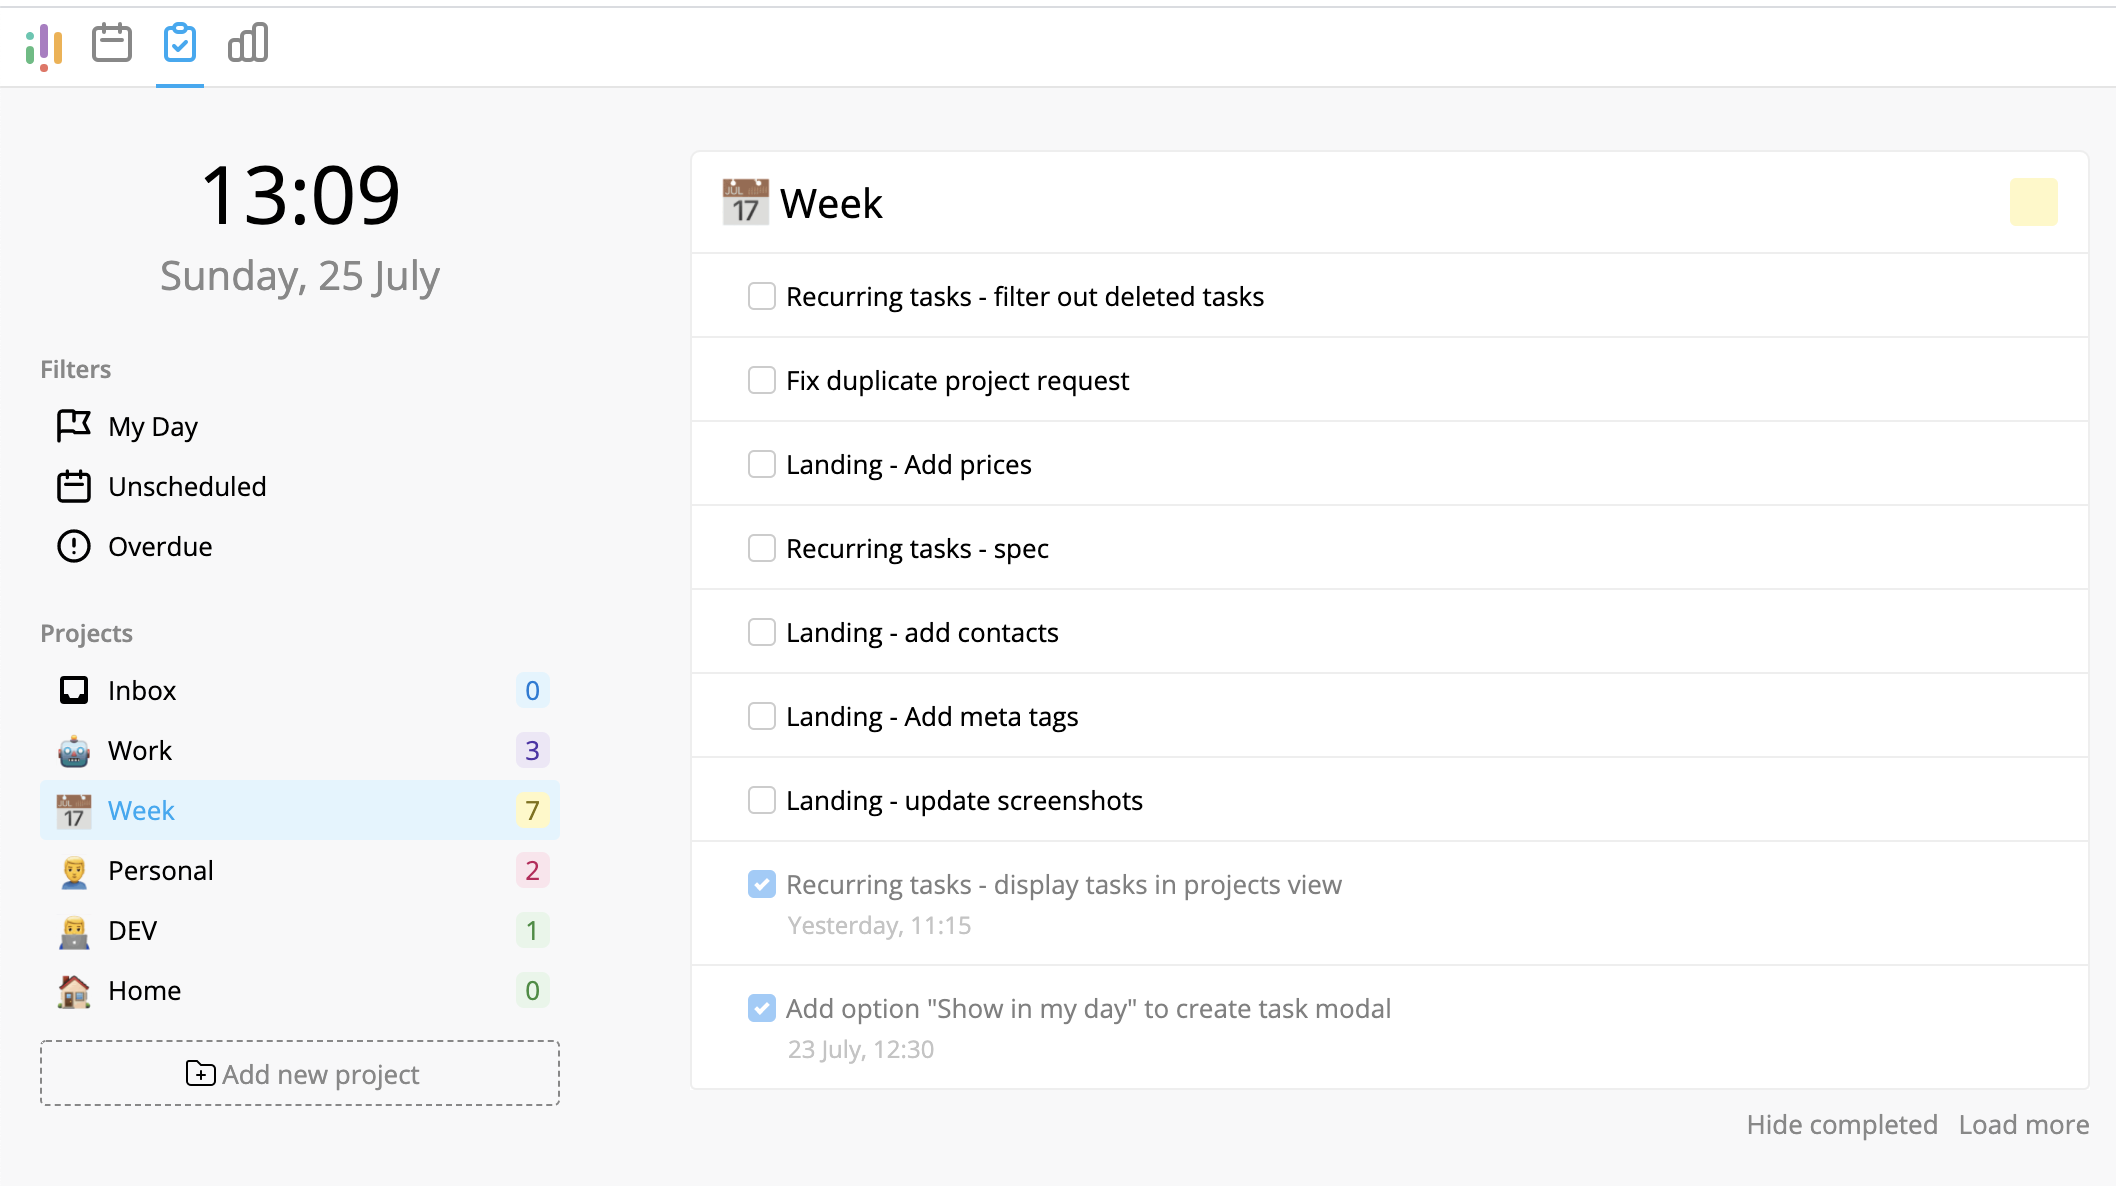 13:09
Sunday, 25 July
Filters
My Day
Unscheduled
Overdue
Projects
Inbox 0
Work 3
JUL
17
Week 7
Personal 2
DEV 1
Home 0
Add new project
JUL
17
Week
Recurring tasks - filter out deleted tasks
Fix duplicate project request
Landing - Add prices
Recurring tasks - spec
Landing - add contacts
Landing - Add meta tags
Landing - update screenshots
Recurring tasks - display tasks in projects view
Yesterday, 11:15
Add option "Show in my day" to create task modal
23 July, 12:30
Hide completed Load more